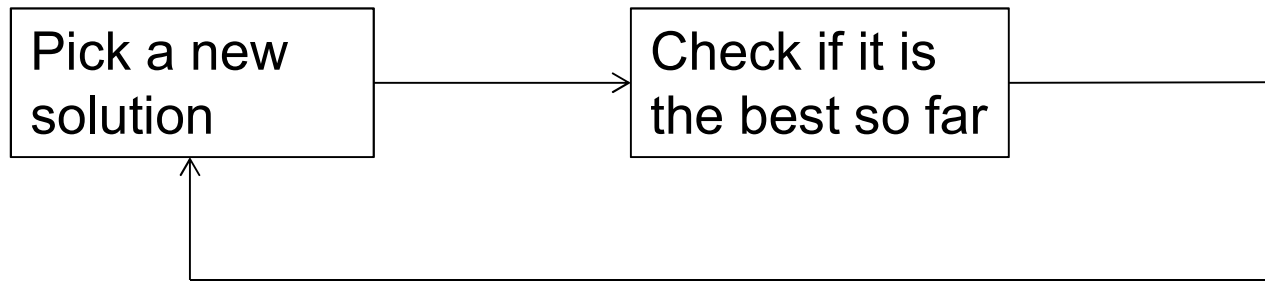 Pick a new
solution
Check if it is
the best so far